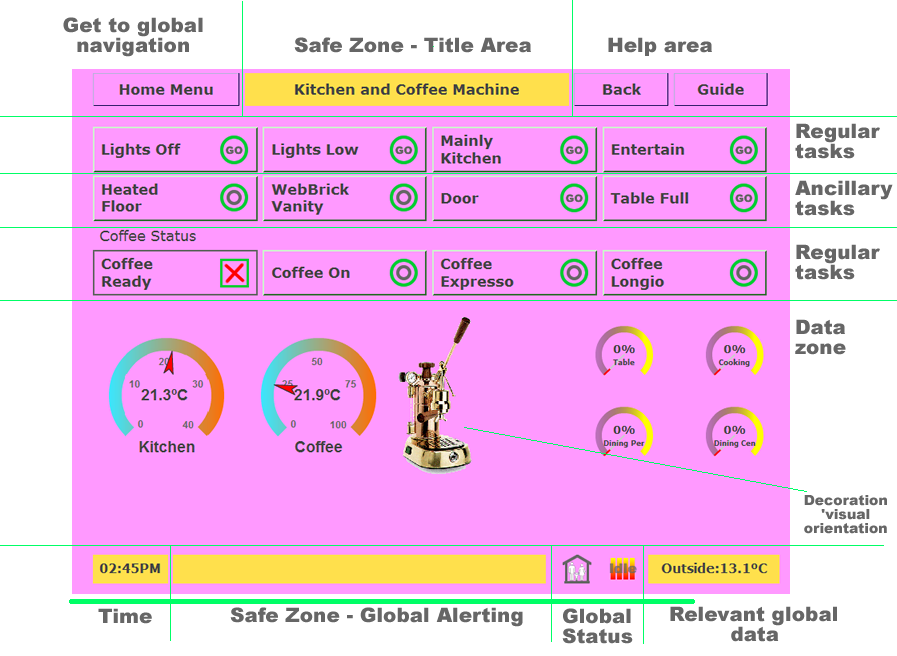 Get to global
navigation
Safe Zone - Title Area
Help area
Home Menu
Kitchen and Coffee Machine
Back
Guide
Lights Off
GO
Lights Low
GO
Mainly
Kitchen
GO
Entertain
GO
Regular
tasks
Heated
Floor
WebBrick
Vanity
Door
GO
Table Full
GO
Ancillary
tasks
Coffee Status
Coffee
Ready
Coffee On
Coffee
Expresso
Coffee
Longio
Regular
tasks
Data
zone
0
10
20
30
40
21.3ºC
Kitchen
0
25
50
75
100
21.9ºC
Coffee
0%
Table
0%
Cooking
0%
Dining Per
0%
Dining Cen
Decoration
'visual
orientation
02:45PM
Idle
Outside:13.1ºC
Time
Safe Zone - Global Alerting
Global
Status
Relevant global
data